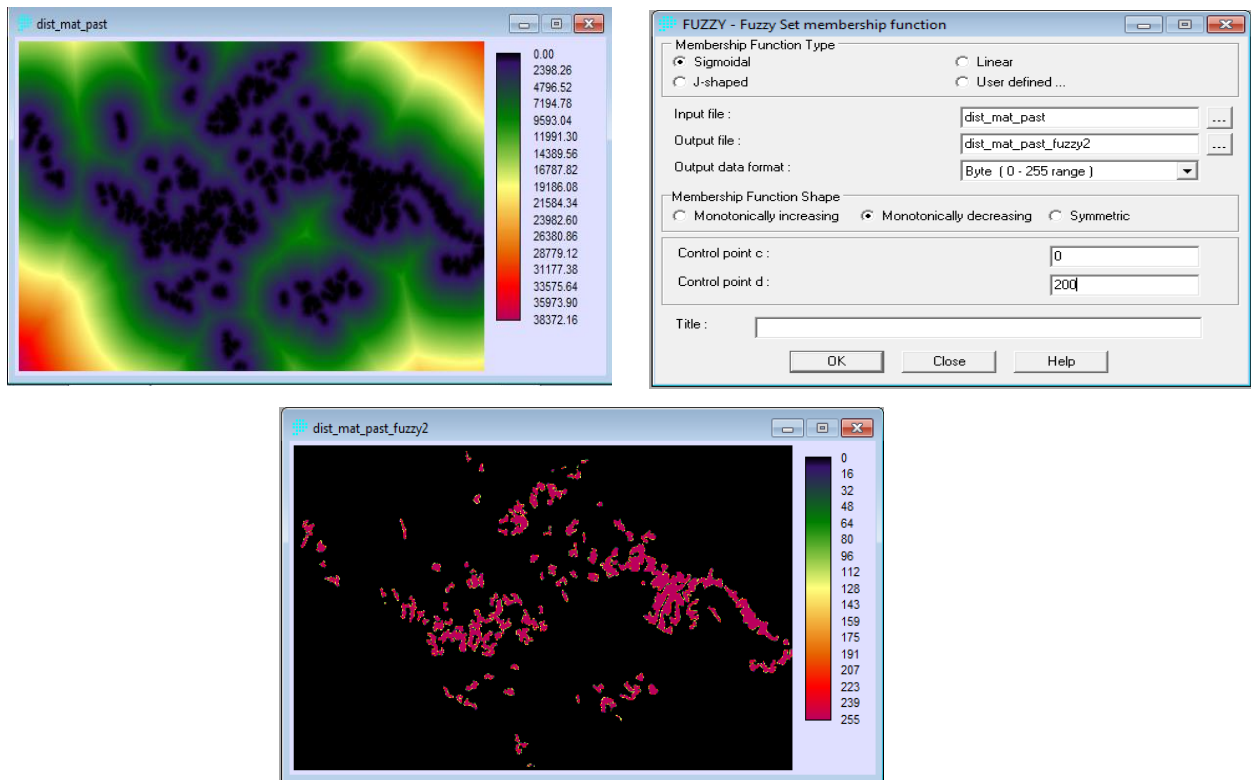 dist_mat_past
0.00
2398.26
4796.52
7194.78
9593.04
11991.30
14389.56
16787.82
19186.08
21584.34
23982.60
26380.86
28779.12
31177.38
33575.64
35973.90
38372.16
FUZZY - Fuzzy Set membership function
Membership Function Type
Sigmoidal
Linear
J-shaped
User defined ...
Input file :
dist_mat_past
...
Output file :
dist_mat_past_fuzzy2
...
Output data format :
Byte ( 0 - 255 range )
Membership Function Shape
Monotonically increasing
Monotonically decreasing
Symmetric
Control point c :
0
Control point d :
200
Title :
OK
Close
Help
dist_mat_past_fuzzy2
0
16
32
48
64
80
96
112
128
143
159
175
191
207
223
239
255